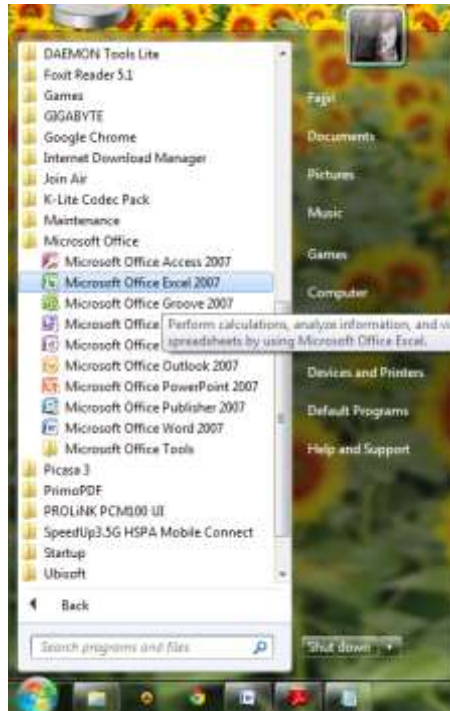 DAEMON Tools Lite
Foxit Reader 5.1
Games
GIGABYTE
Google Chrome
Internet Download Manager
Join Air
K-Lite Codec Pack
Maintenance
Microsoft Office
Microsoft Office Access 2007
Microsoft Office Excel 2007
Microsoft Office Groove 2007
Microsoft Office
Microsoft Office
Microsoft Office Outlook 2007
Microsoft Office PowerPoint 2007
Microsoft Office Publisher 2007
Microsoft Office Word 2007
Microsoft Office Tools
Picasa 3
PrimoPDF
PROLiNK PCM100 UI
SpeedUp3.5G HSPA Mobile Connect
Startup
Ubisoft
Back
Search programs and files
Perform calculations, analyze information, and
spreadsheets by using Microsoft Office Excel.
Documents
Pictures
Music
Games
Computer
Devices and Printers
Default Programs
Help and Support
Shut down